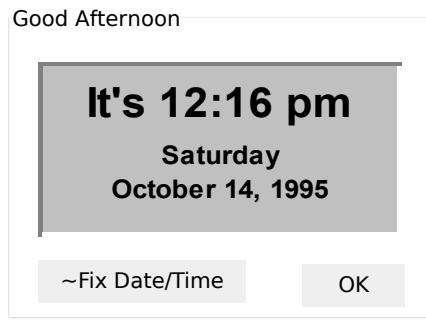 Good Afternoon
It's 12:16 pm
Saturday
October 14, 1995
~Fix Date/Time
OK